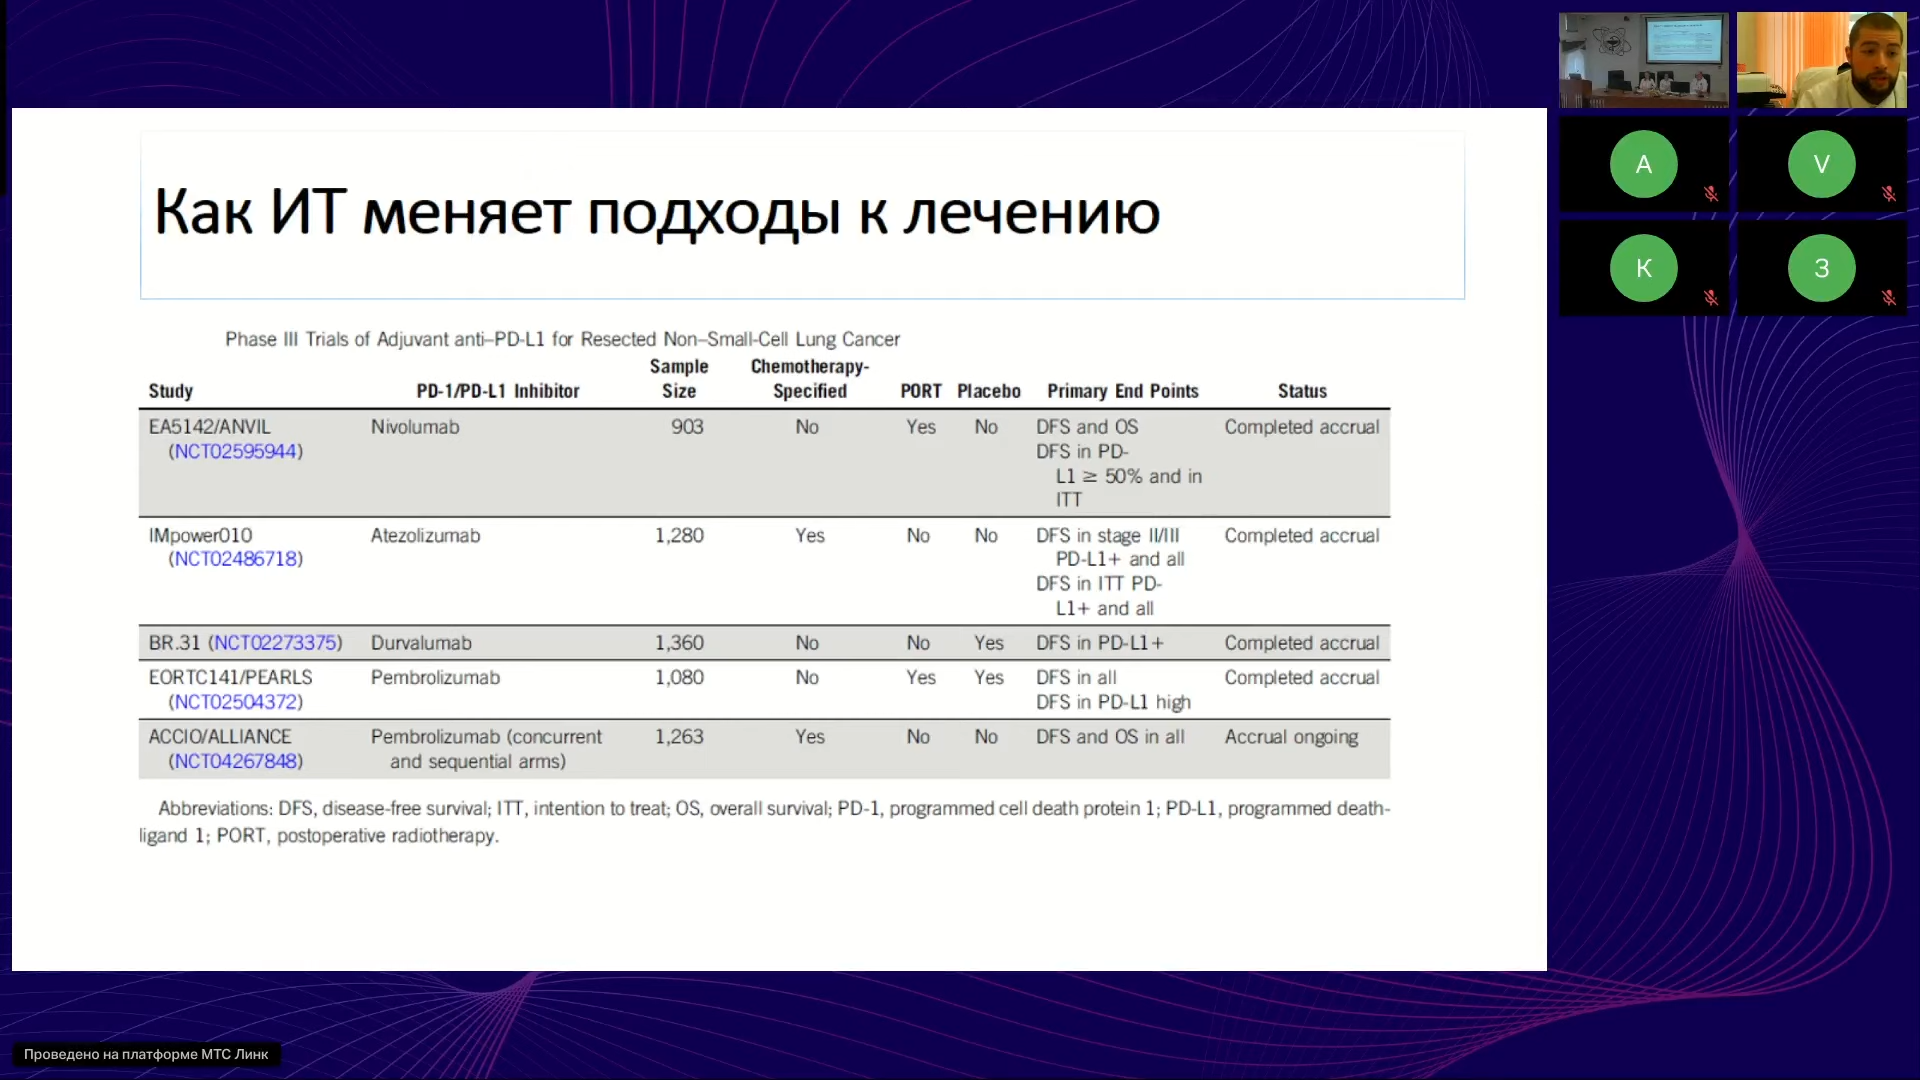 Как ИТ меняет подходы к лечению
Phase III Trials of Adjuvant anti–PD-L1 for Resected Non–Small-Cell Lung Cancer
Study PD-1/PD-L1 Inhibitor Sample Size Chemotherapy-Specified PORT Placebo Primary End Points Status
EA5142/ANVIL Nivolumab 903 No Yes No DFS and OS Completed accrual
(NCT02595944) DFS in PD-
L1 ≥ 50% and in
ITT
IMpower010 Atezolizumab 1,280 Yes No No DFS in stage II/III Completed accrual
(NCT02486718) PD-L1+ and all
DFS in ITT PD-
L1+ and all
BR.31 (NCT02273375) Durvalumab 1,360 No No Yes DFS in PD-L1+ Completed accrual
EORTC141/PEARLS Pembrolizumab 1,080 No Yes Yes DFS in all Completed accrual
(NCT02504372) DFS in PD-L1 high
ACCIO/ALLIANCE Pembrolizumab (concurrent 1,263 Yes No No DFS and OS in all Accrual ongoing
(NCT04267848) and sequential arms)
Abbreviations: DFS, disease-free survival; ITT, intention to treat; OS, overall survival; PD-1, programmed cell death protein 1; PD-L1, programmed death-
ligand 1; PORT, postoperative radiotherapy.
A
V
К
З
Проведено на платформе МТС Линк